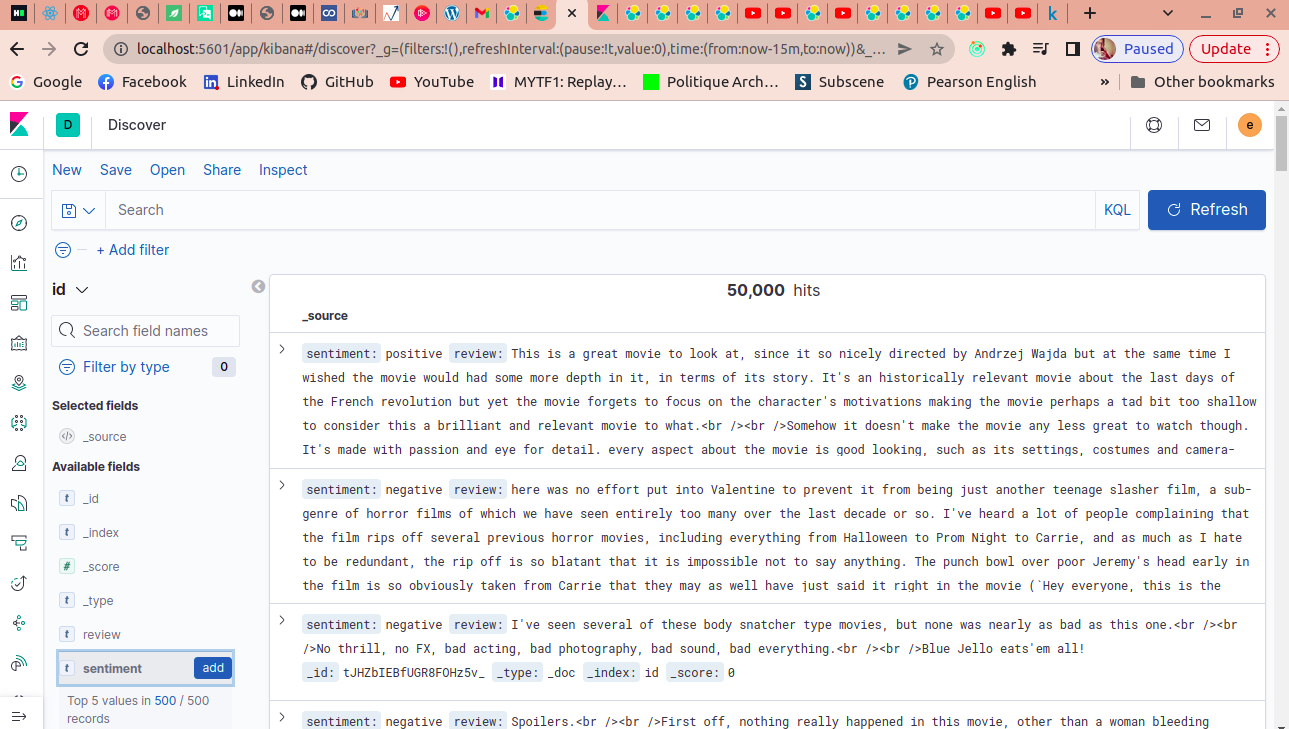 localhost:5601/app/kibana#/discover?_g=(filters:!(),refreshInterval:(pause:!t,value:0),time:(from:now-15m,to:now))&_...
Paused
Update
Google Facebook LinkedIn GitHub YouTube MYTF1: Replay,... Politique Arch... Subscene Pearson English » Other bookmarks
D Discover e
New Save Open Share Inspect
Search KQL Refresh
+ Add filter
id
Search field names
Filter by type 0
Selected fields
_source
Available fields
t _id
t _index
# _score
t _type
t review
t sentiment add
Top 5 values in 500 / 500
records
50,000 hits
_source
sentiment: positive review: This is a great movie to look at, since it so nicely directed by Andrzej Wajda but at the same time I
wished the movie would had some more depth in it, in terms of its story. It's an historically relevant movie about the last days of
the French revolution but yet the movie forgets to focus on the character's motivations making the movie perhaps a tad bit too shallow
to consider this a brilliant and relevant movie to what.<br /><br />Somehow it doesn't make the movie any less great to watch though.
It's made with passion and eye for detail. every aspect about the movie is good looking, such as its settings, costumes and camera-
sentiment: negative review: here was no effort put into Valentine to prevent it from being just another teenage slasher film, a sub-
genre of horror films of which we have seen entirely too many over the last decade or so. I've heard a lot of people complaining that
the film rips off several previous horror movies, including everything from Halloween to Prom Night to Carrie, and as much as I hate
to be redundant, the rip off is so blatant that it is impossible not to say anything. The punch bowl over poor Jeremy's head early in
the film is so obviously taken from Carrie that they may as well have just said it right in the movie (`Hey everyone, this is the
sentiment: negative review: I've seen several of these body snatcher type movies, but none was nearly as bad as this one.<br /><br
/>No thrill, no FX, bad acting, bad photography, bad sound, bad everything.<br /><br />Blue Jello eats'em all!
_id: tJHZbIEBfUGR8FOHz5v_ _type: _doc _index: id _score: 0
sentiment: negative review: Spoilers.<br /><br />First off, nothing really happened in this movie, other than a woman bleeding